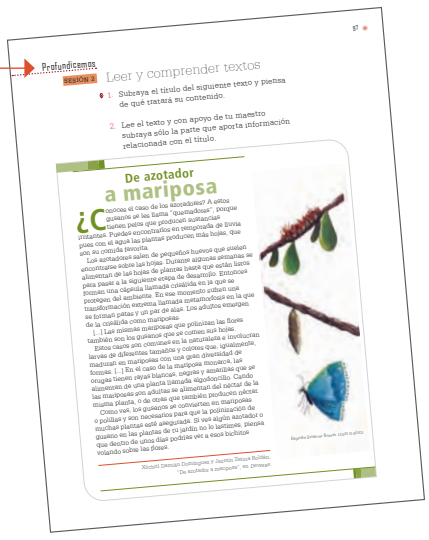 87
Profundicemos
SESIÓN 2
Leer y comprender textos
1. Subraya el título del siguiente texto y piensa
de qué tratará su contenido.
2. Lee el texto y con apoyo de tu maestro
subraya sólo la parte que aporta información
relacionada con el título.
De azotador
a mariposa
¿Conoces el caso de los azotadores? A estos
gusanos se les llama "quemadores", porque
tienen pelos que producen sustancias
irritantes. Puedes encontrarlos en temporada de lluvia
pues con el agua las plantas producen más hojas, que
son su comida favorita.
Los azotadores salen de pequeños huevos que suelen
encontrarse sobre las hojas. Durante algunas semanas se
alimentan de las hojas de plantas hasta que están listos
para pasar a la siguiente etapa de desarrollo. Entonces
forman una cápsula llamada crisálida en la que se
protegen del ambiente. En ese momento sufren una
transformación extrema llamada metamorfosis en la que
se forman patas y un par de alas. Los adultos emergen
de la crisálida como mariposas.
[...] Las mismas mariposas que polinizan las flores
también son los gusanos que se comen sus hojas.
Estos casos son comunes en la naturaleza e involucran
larvas de diferentes tamaños y colores que, igualmente,
maduran en mariposas con una gran diversidad de
formas. [...] En el caso de la mariposa monarca, las
orugas tienen rayas blancas, negras y amarillas que se
alimentan de una planta llamada algodoncillo. Cuando
las mariposas son adultas se alimentan del néctar de la
misma planta, o de otras que también producen néctar.
Como ves, los gusanos se convierten en mariposas
o polillas y son necesarios para que la polinización de
muchas plantas esté asegurada. Si ves algún azotador o
gusano en las plantas de tu jardín no lo lastimes, piensa
que dentro de unos días podrías ver a esos bichitos
volando sobre las flores.
Xóchitl Damián Domínguez y
"De azotador a mariposa", en